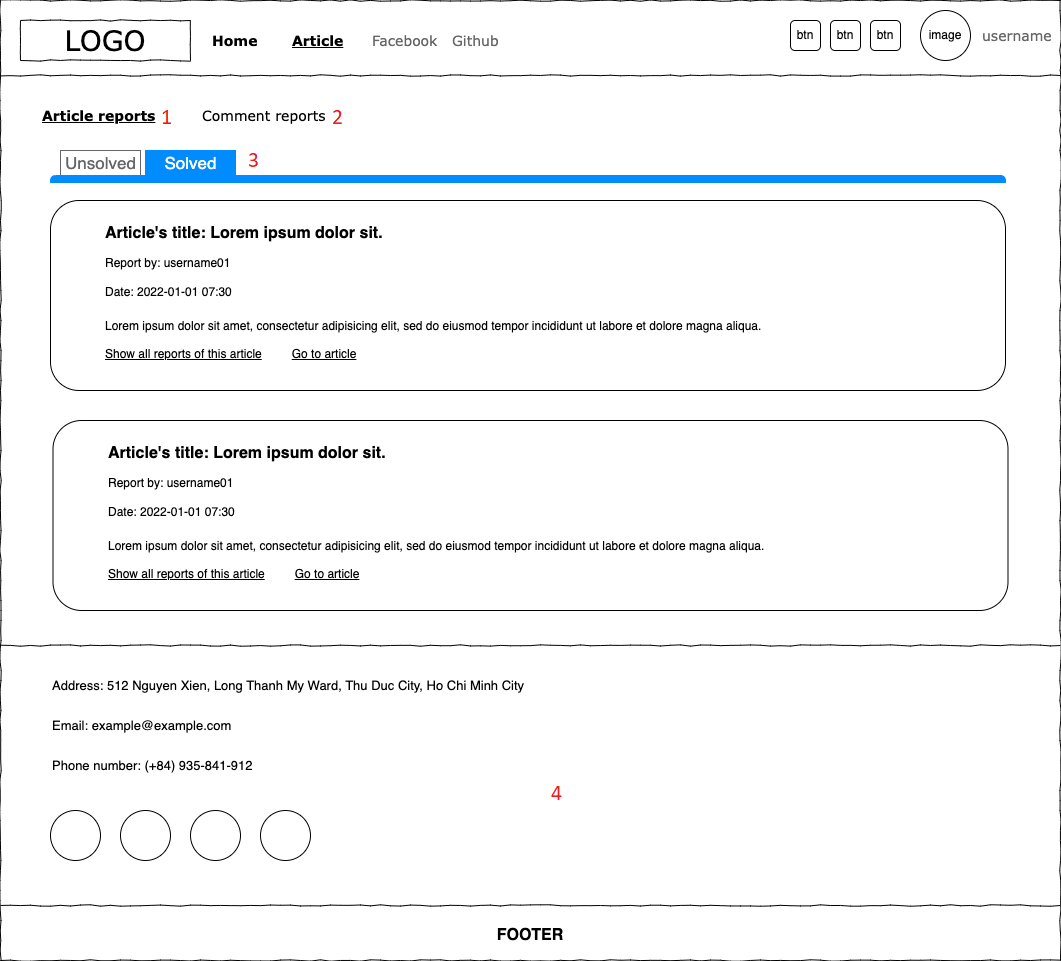 LOGO Home Article Facebook Github btn btn btn image username
Article reports 1 Comment reports 2
Unsolved Solved 3
Article's title: Lorem ipsum dolor sit.
Report by: username01
Date: 2022-01-01 07:30
Lorem ipsum dolor sit amet, consectetur adipisicing elit, sed do eiusmod tempor incididunt ut labore et dolore magna aliqua.
Show all reports of this article Go to article
Article's title: Lorem ipsum dolor sit.
Report by: username01
Date: 2022-01-01 07:30
Lorem ipsum dolor sit amet, consectetur adipisicing elit, sed do eiusmod tempor incididunt ut labore et dolore magna aliqua.
Show all reports of this article Go to article
Address: 512 Nguyen Xien, Long Thanh My Ward, Thu Duc City, Ho Chi Minh City
Email: example@example.com
Phone number: (+84) 935-841-912
4
FOOTER